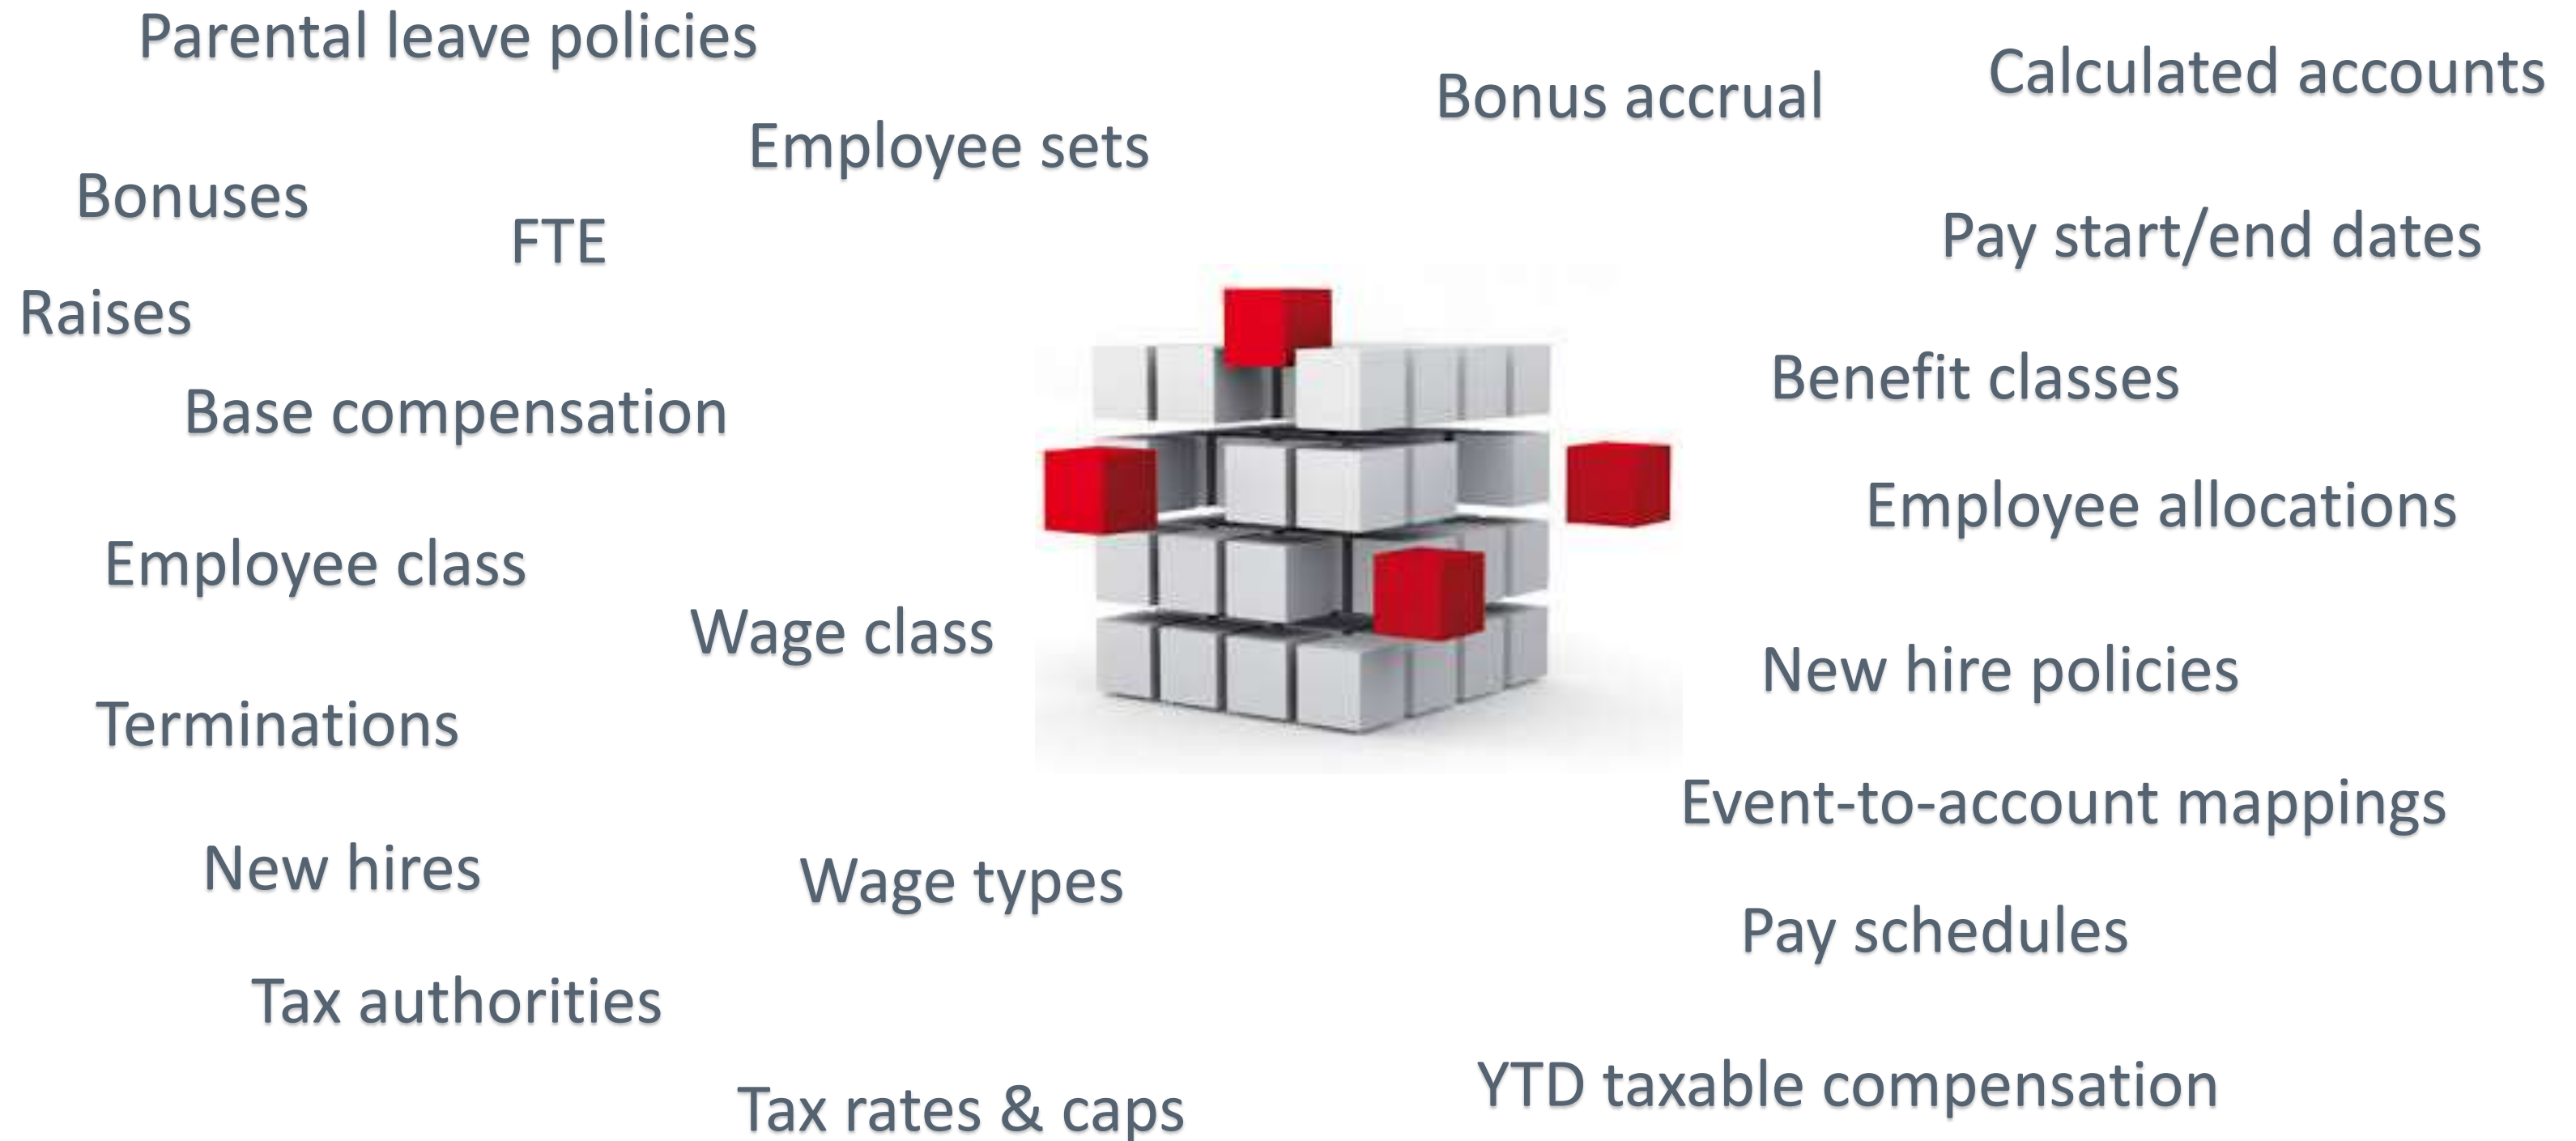 Parental leave policies
Calculated accounts
Bonus accrual
Employee sets
Bonuses
FTE
Pay start/end dates
Raises
Benefit classes
Base compensation
Employee allocations
Employee class
Wage class
New hire policies
Terminations
Event-to-account mappings
New hires
Wage types
Pay schedules
Tax authorities
YTD taxable compensation
Tax rates & caps